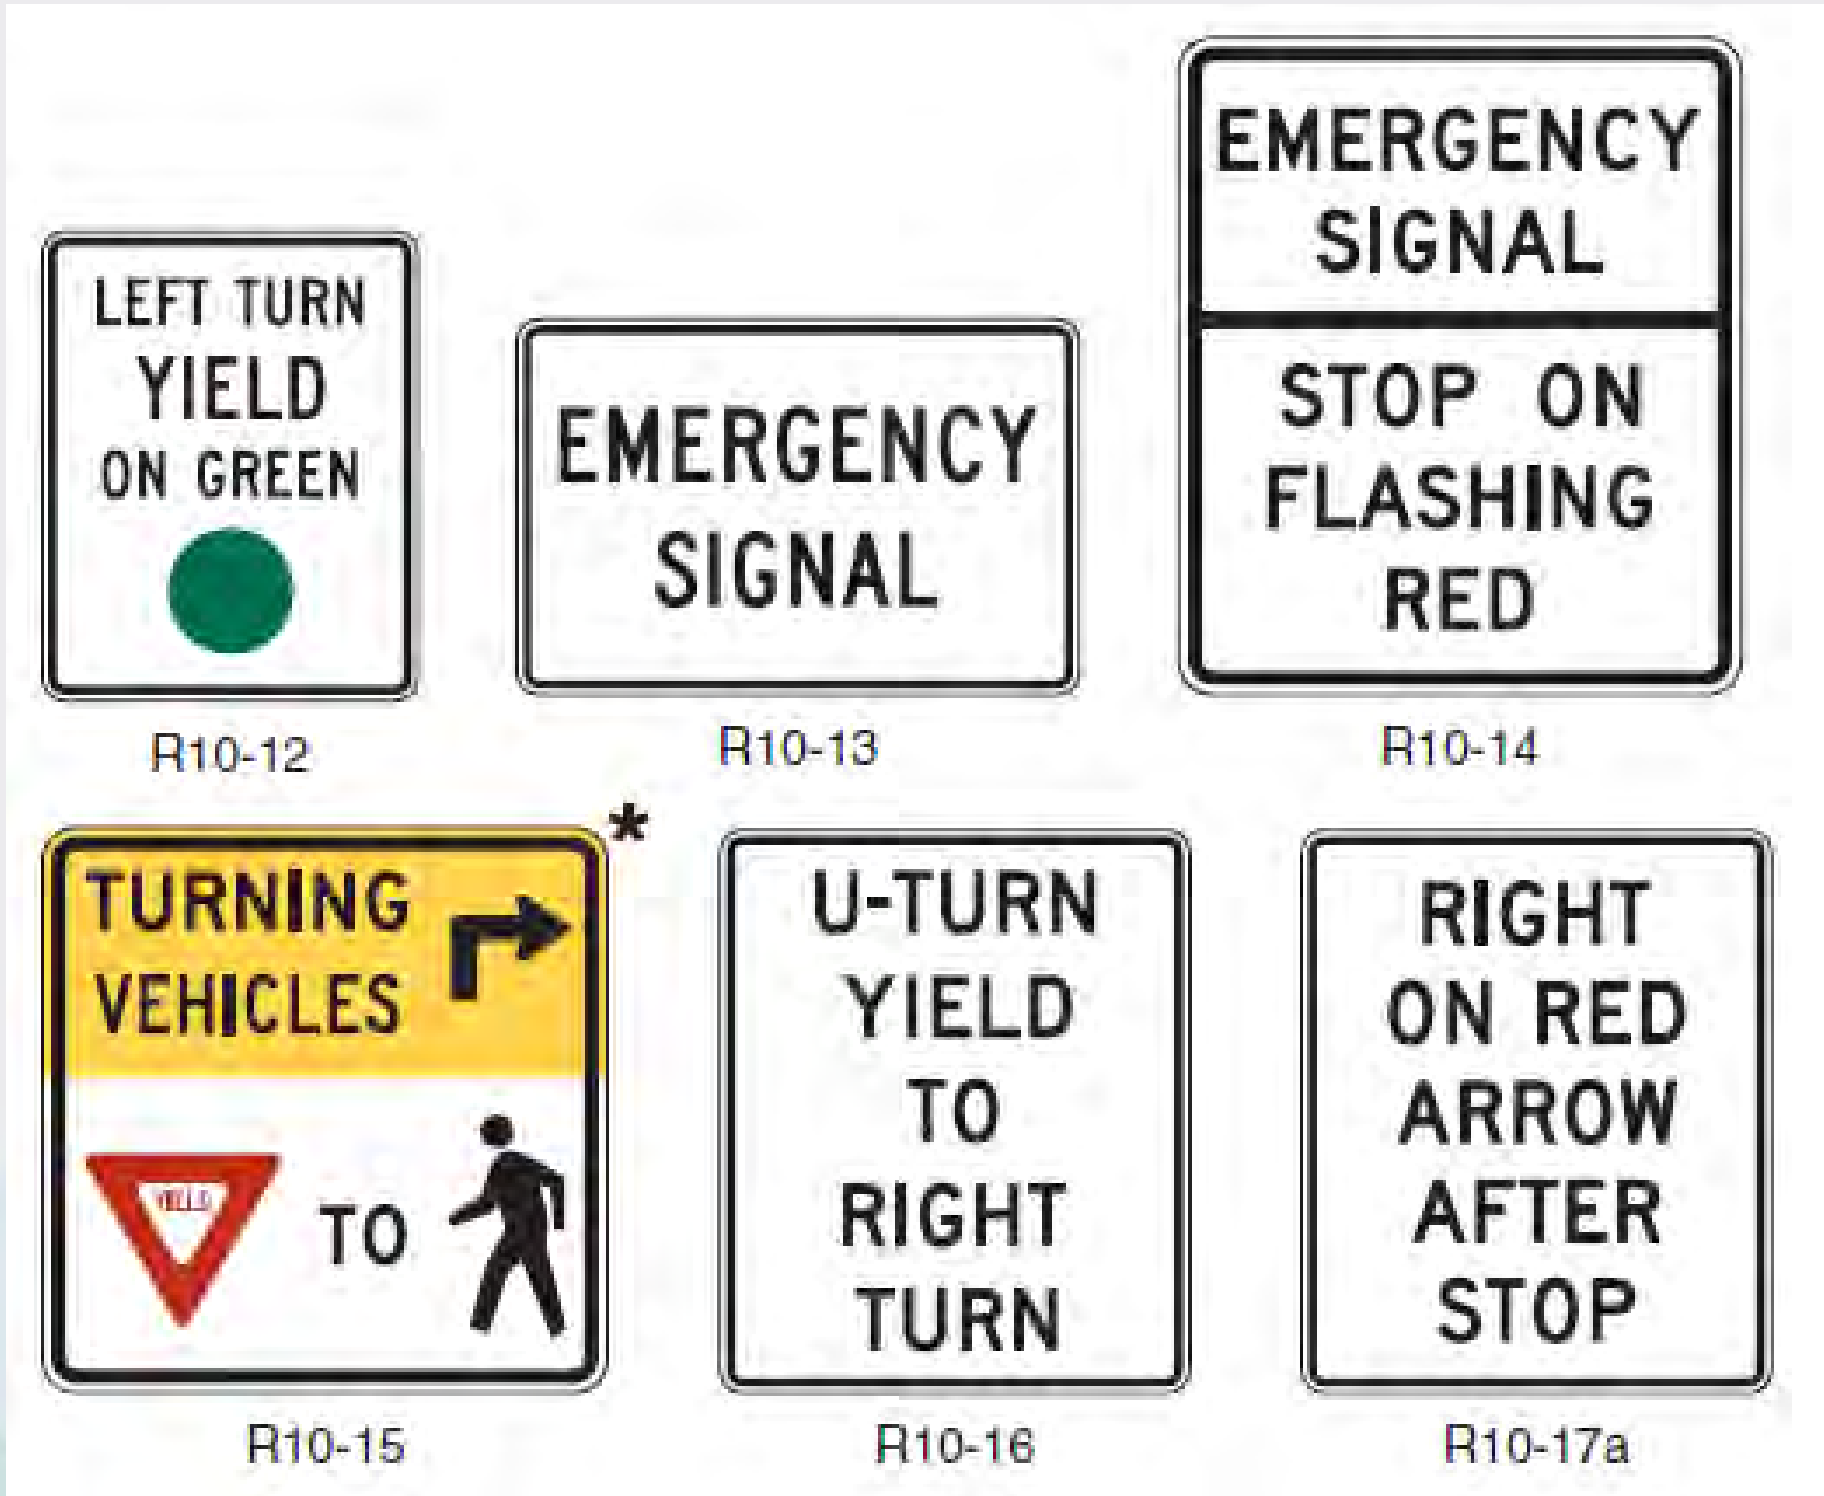 LEFT TURN
YIELD
ON GREEN
R10-12
EMERGENCY
SIGNAL
R10-13
EMERGENCY
SIGNAL
STOP ON
FLASHING
RED
R10-14
TURNING
VEHICLES
*
YIELD
TO
R10-15
U-TURN
YIELD
TO
RIGHT
TURN
R10-16
RIGHT
ON RED
ARROW
AFTER
STOP
R10-17a